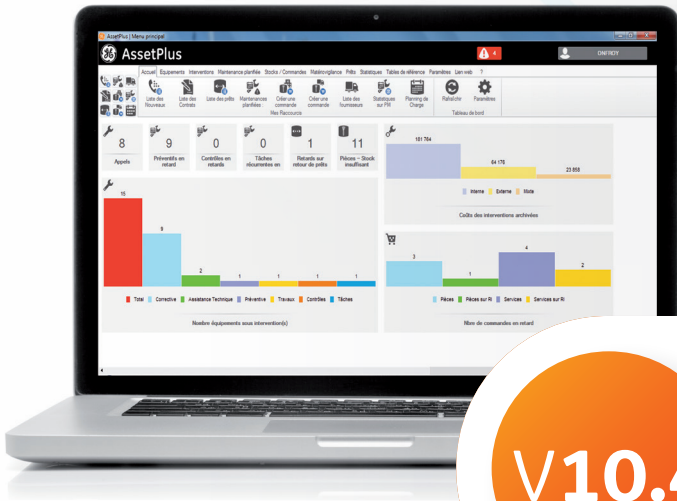 AssetPlus | Menu principal
AssetPlus
4
ONFROY
Accueil Equipements Interventions Maintenance planifiée Stocks / Commandes Matériovigilance Prêts Statistiques Tables de référence Paramètres Lien web ?
Liste des Nouveaux
Liste des Contrats
Liste des prêts
Maintenances planifiées
Créer une commande
Créer une commande
Liste des fournisseurs
Statistiques sur PM
Planning de Charge
Rafraîchir
Paramètres
Mes Raccourcis
Tableau de bord
8
Appels
9
Préventifs en retard
0
Contrôles en retards
0
Tâches récurrentes en
1
Retards sur retour de prêts
11
Pièces – Stock insuffisant
161 764
64 176
23 858
Interne Externe Mixte
Coûts des interventions archivées
15
9
2
1
1
1
1
Total Corrective Assistance Technique Préventive Travaux Contrôles Tâches
Nombre équipements sous intervention(s)
3
1
4
2
Pièces Pièces sur RI Services Services sur RI
Nbre de commandes en retard
V10.4